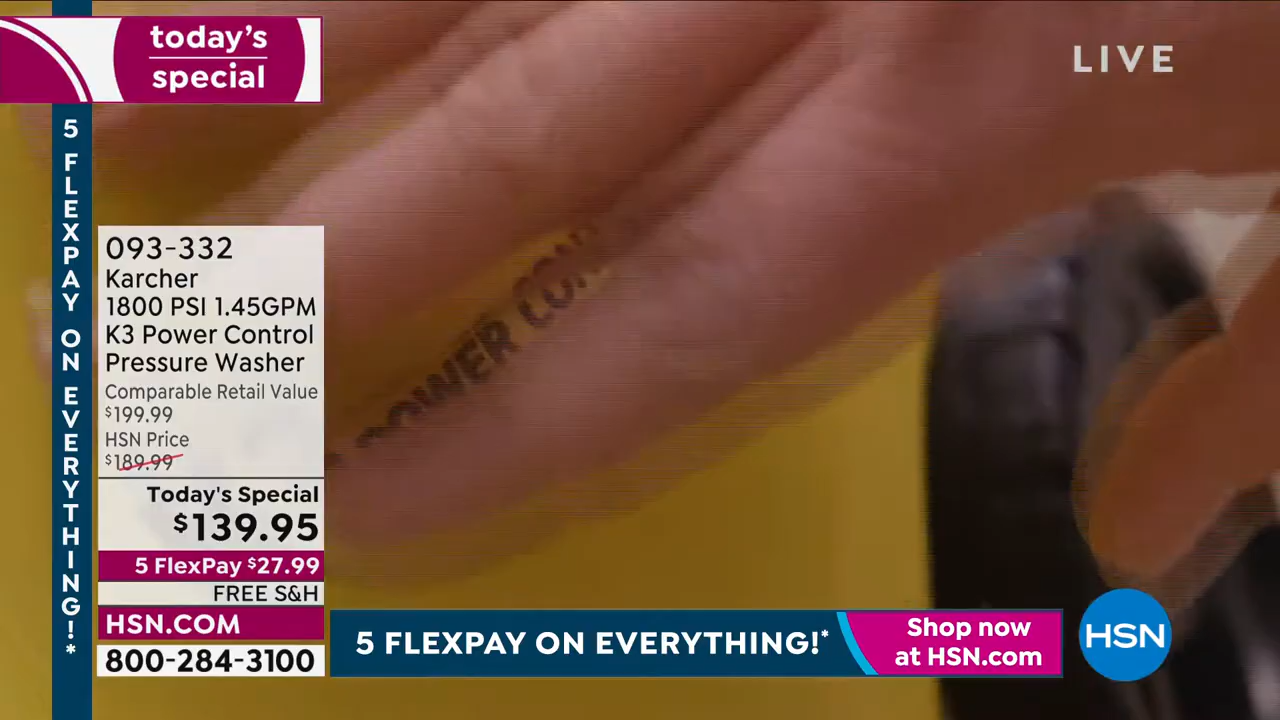 today's
special
LIVE
5 FLEXPAY ON EVERYTHING!*
093-332
Karcher
1800 PSI 1.45GPM
K3 Power Control
Pressure Washer
Comparable Retail Value
$199.99
HSN Price
$189.99
Today's Special
$139.95
5 FlexPay $27.99
FREE S&H
HSN.COM
800-284-3100
POWER CON
5 FLEXPAY ON EVERYTHING!*
Shop now
at HSN.com
HSN